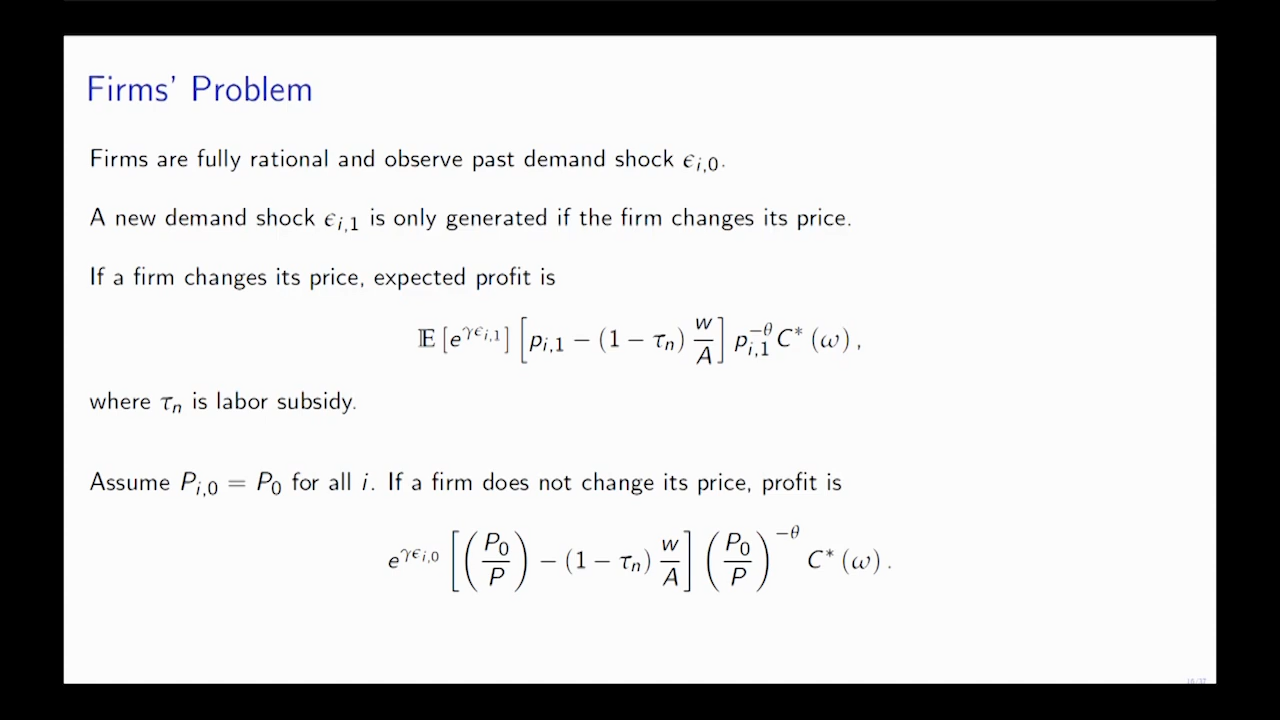 Firms' Problem
Firms are fully rational and observe past demand shock ϵ_{i,0}.
A new demand shock ϵ_{i,1} is only generated if the firm changes its price.
If a firm changes its price, expected profit is
𝔼 [e^{γϵ_{i,1}}] [p_{i,1} − (1 − τ_n) w/A] p_{i,1}^{−θ} C* (ω) ,
where τ_n is labor subsidy.
Assume P_{i,0} = P_0 for all i. If a firm does not change its price, profit is
e^{γϵ_{i,0}} [(P_0/P) − (1 − τ_n) w/A] (P_0/P)^{−θ} C* (ω) .